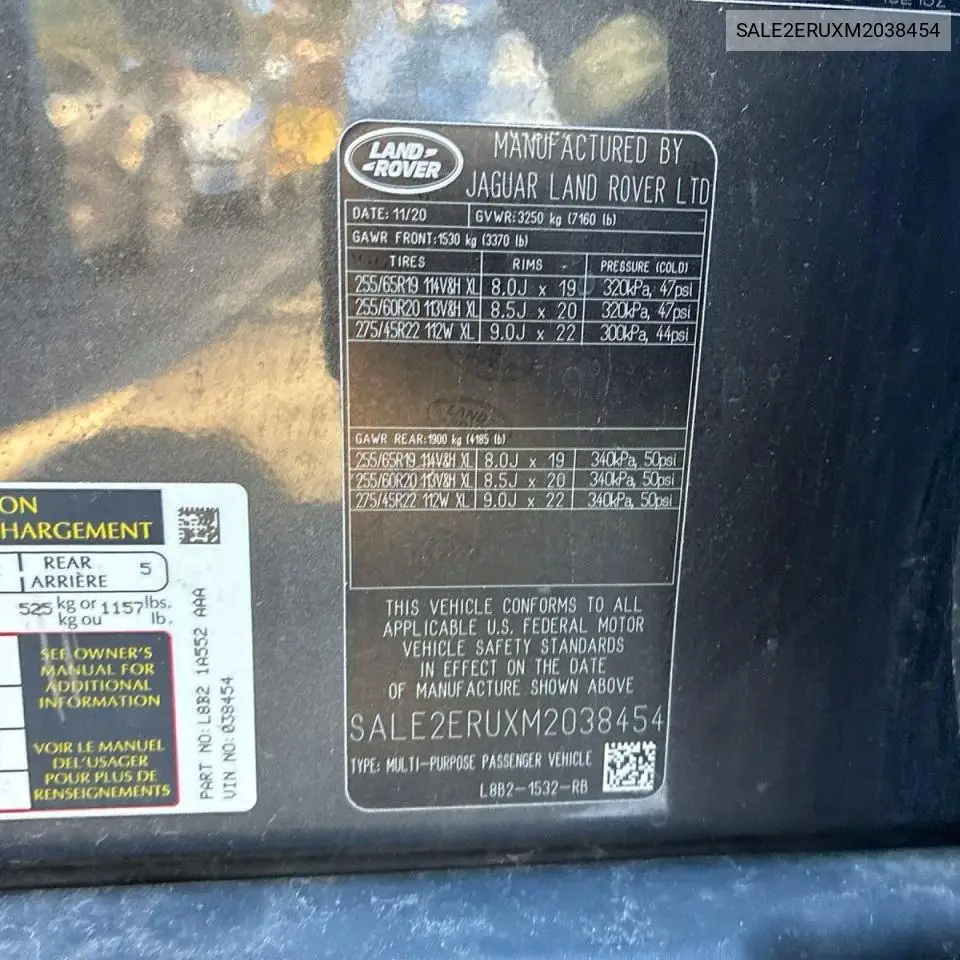 SALE2ERUXM2038454
LAND ROVER
MANUFACTURED BY
JAGUAR LAND ROVER LTD
DATE: 11/20 GVWR: 3250 kg (7160 lb)
GAWR FRONT: 1530 kg (3370 lb)
TIRES RIMS PRESSURE (COLD)
255/65R19 114V&H XL 8.0J x 19 320kPa, 47psi
255/60R20 113V&H XL 8.5J x 20 320kPa, 47psi
275/45R22 112W XL 9.0J x 22 300kPa, 44psi
GAWR REAR: 1900 kg (4185 lb)
255/65R19 114V&H XL 8.0J x 19 340kPa, 50psi
255/60R20 113V&H XL 8.5J x 20 340kPa, 50psi
275/45R22 112W XL 9.0J x 22 340kPa, 50psi
THIS VEHICLE CONFORMS TO ALL
APPLICABLE U.S. FEDERAL MOTOR
VEHICLE SAFETY STANDARDS
IN EFFECT ON THE DATE
OF MANUFACTURE SHOWN ABOVE
SALE2ERUXM2038454
TYPE: MULTI-PURPOSE PASSENGER VEHICLE
L8B2-1532-RB
ON
HARGEMENT
REAR 5
ARRIÈRE
525 kg or 1157 lbs.
kg ou lb.
SEE OWNER'S
MANUAL FOR
ADDITIONAL
INFORMATION
VOIR LE MANUEL
DEL'USAGER
POUR PLUS DE
RENSEIGNEMENTS
PART NO: L8B2 1A552 AAA
VIN NO: 038454